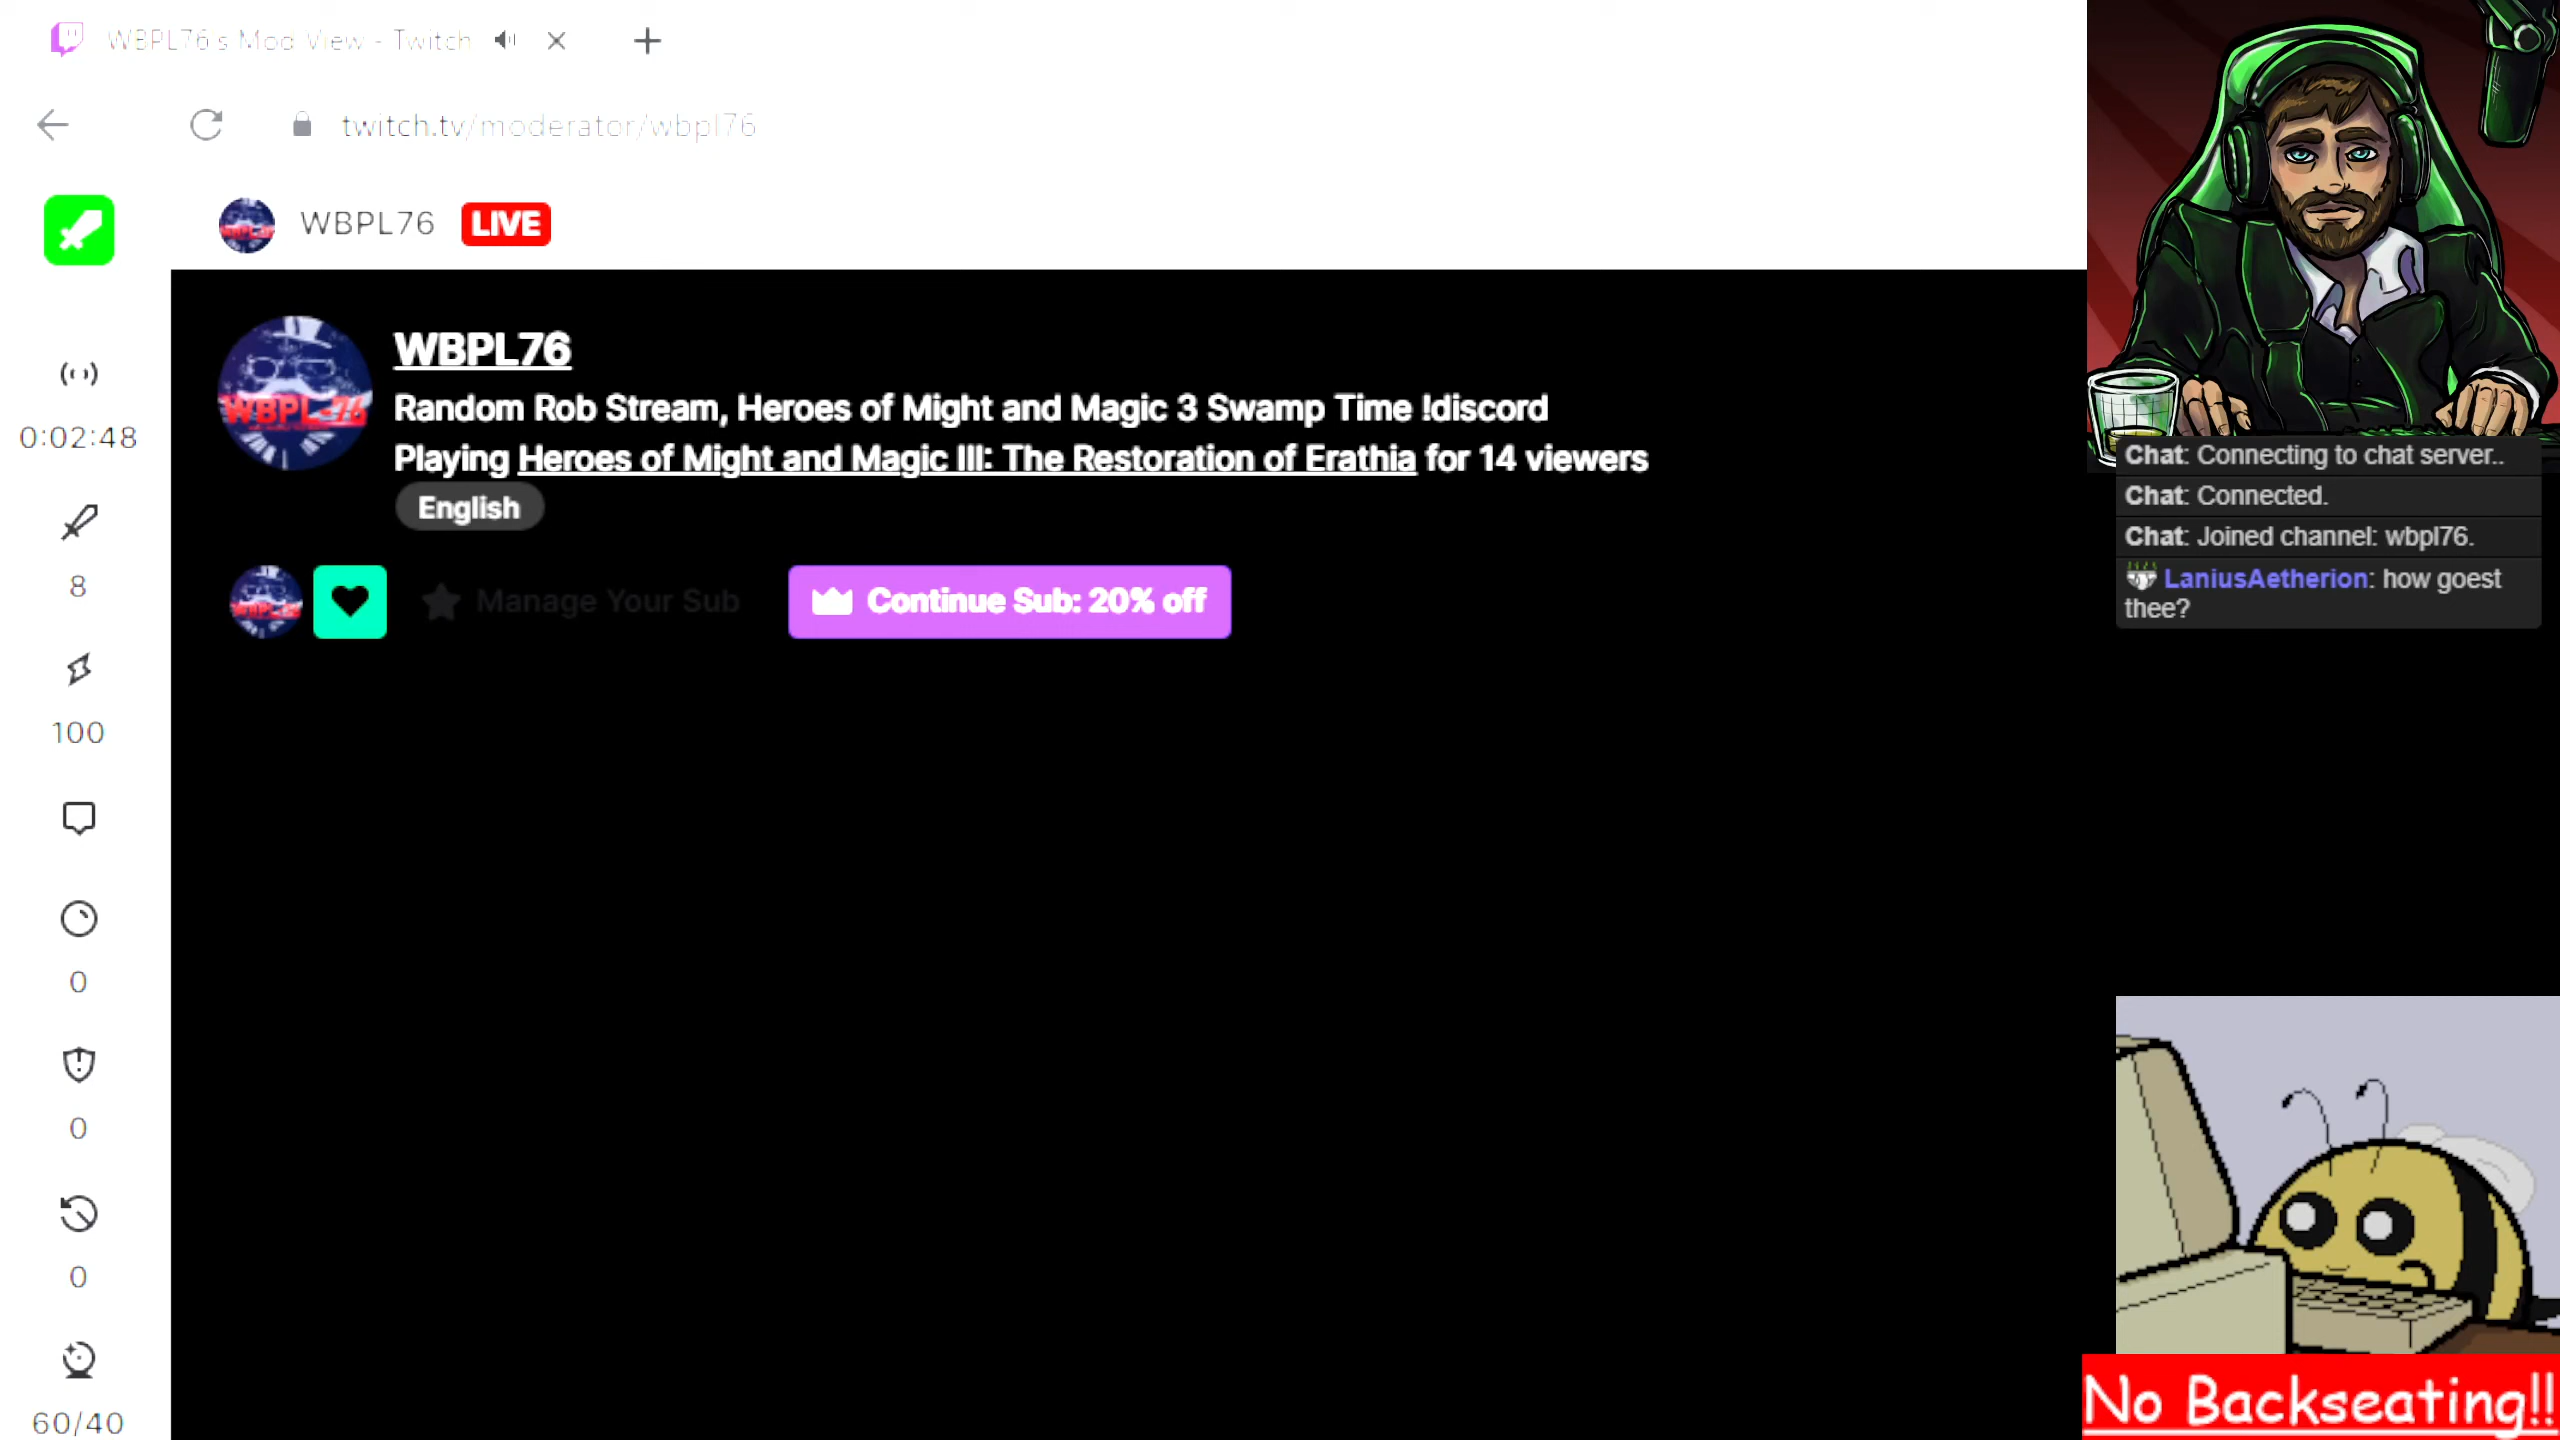 WBPL76's Mod View - Twitch
twitch.tv/moderator/wbpl76
WBPL76 LIVE
WBPL76
Random Rob Stream, Heroes of Might and Magic 3 Swamp Time !discord
Playing Heroes of Might and Magic III: The Restoration of Erathia for 14 viewers
English
Manage Your Sub
Continue Sub: 20% off
WBPL-76
0:02:48
8
100
0
0
0
60/40
Chat: Connecting to chat server..
Chat: Connected.
Chat: Joined channel: wbpl76.
LaniusAetherion: how goest
thee?
No Backseating!!